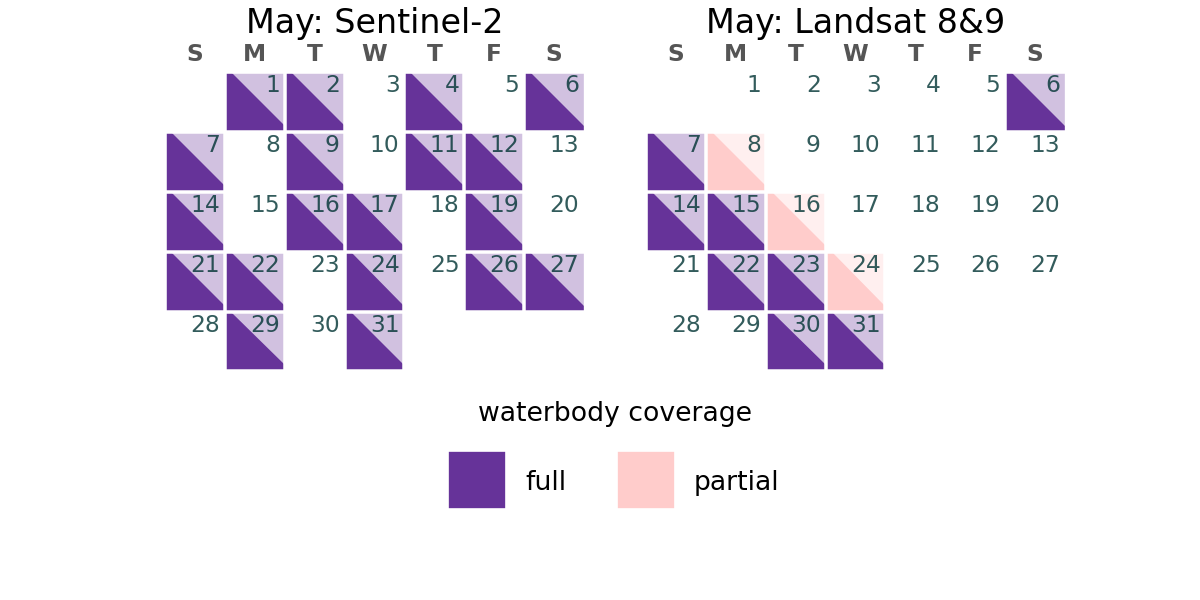 May: Sentinel-2
S M T W T F S
1 2 3 4 5 6
7 8 9 10 11 12 13
14 15 16 17 18 19 20
21 22 23 24 25 26 27
28 29 30 31
May: Landsat 8&9
S M T W T F S
1 2 3 4 5 6
7 8 9 10 11 12 13
14 15 16 17 18 19 20
21 22 23 24 25 26 27
28 29 30 31
waterbody coverage
full partial